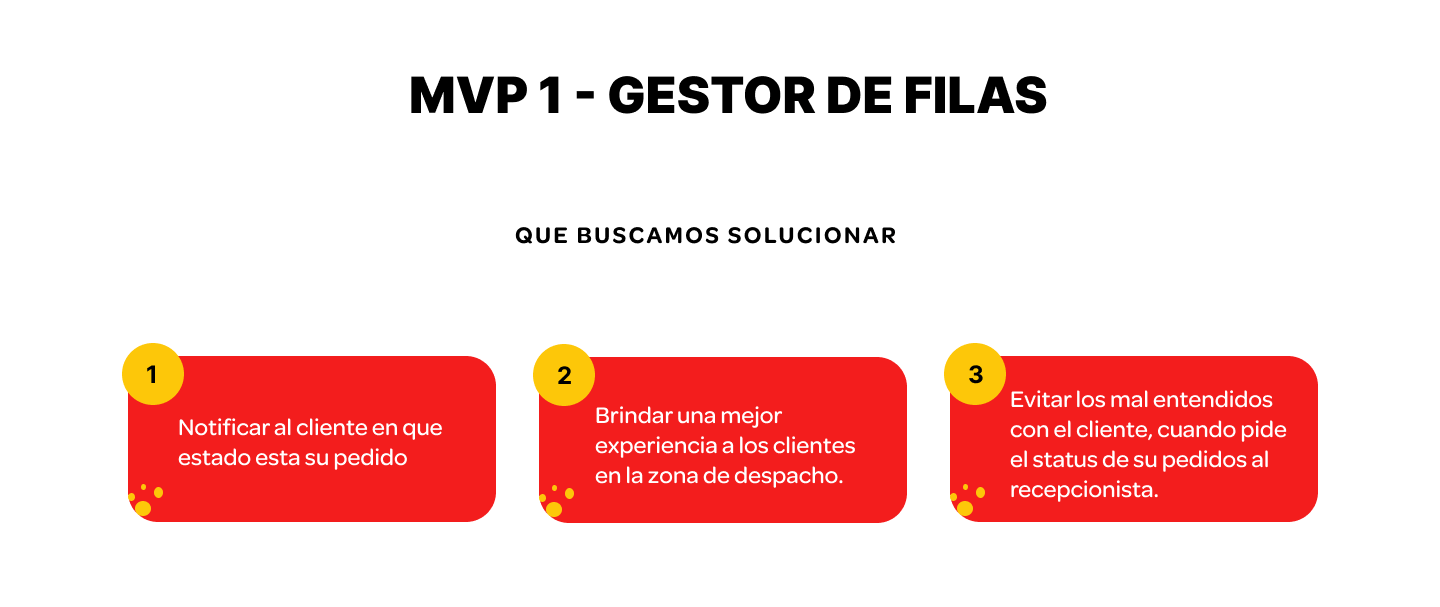 MVP 1 - GESTOR DE FILAS
QUE BUSCAMOS SOLUCIONAR
1
Notificar al cliente en que
estado esta su pedido
2
Brindar una mejor
experiencia a los clientes
en la zona de despacho.
3
Evitar los mal entendidos
con el cliente, cuando pide
el status de su pedidos al
recepcionista.